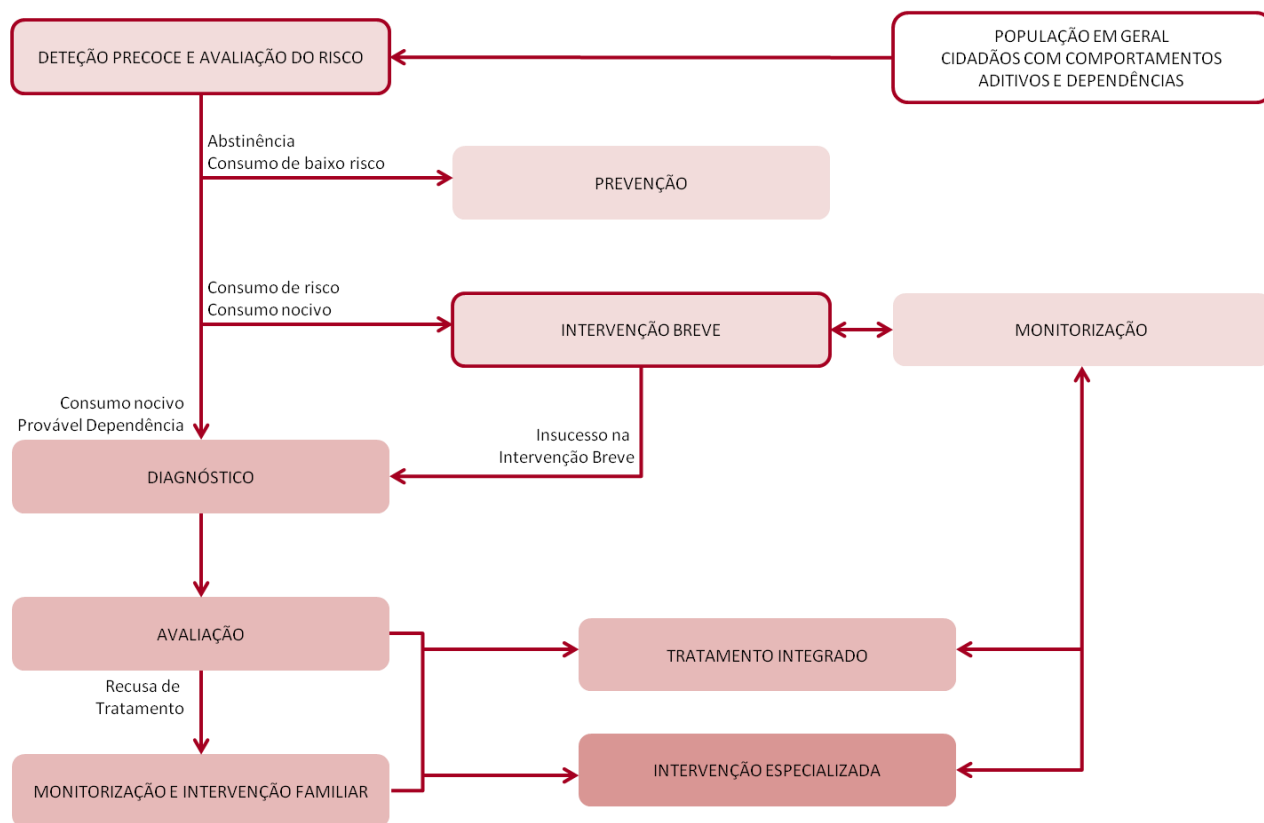 DETEÇÃO PRECOCE E AVALIAÇÃO DO RISCO
POPULAÇÃO EM GERAL
CIDADÃOS COM COMPORTAMENTOS
ADITIVOS E DEPENDÊNCIAS
Abstinência
Consumo de baixo risco
PREVENÇÃO
Consumo de risco
Consumo nocivo
INTERVENÇÃO BREVE
MONITORIZAÇÃO
Consumo nocivo
Provável Dependência
Insucesso na
Intervenção Breve
DIAGNÓSTICO
AVALIAÇÃO
TRATAMENTO INTEGRADO
Recusa de
Tratamento
INTERVENÇÃO ESPECIALIZADA
MONITORIZAÇÃO E INTERVENÇÃO FAMILIAR